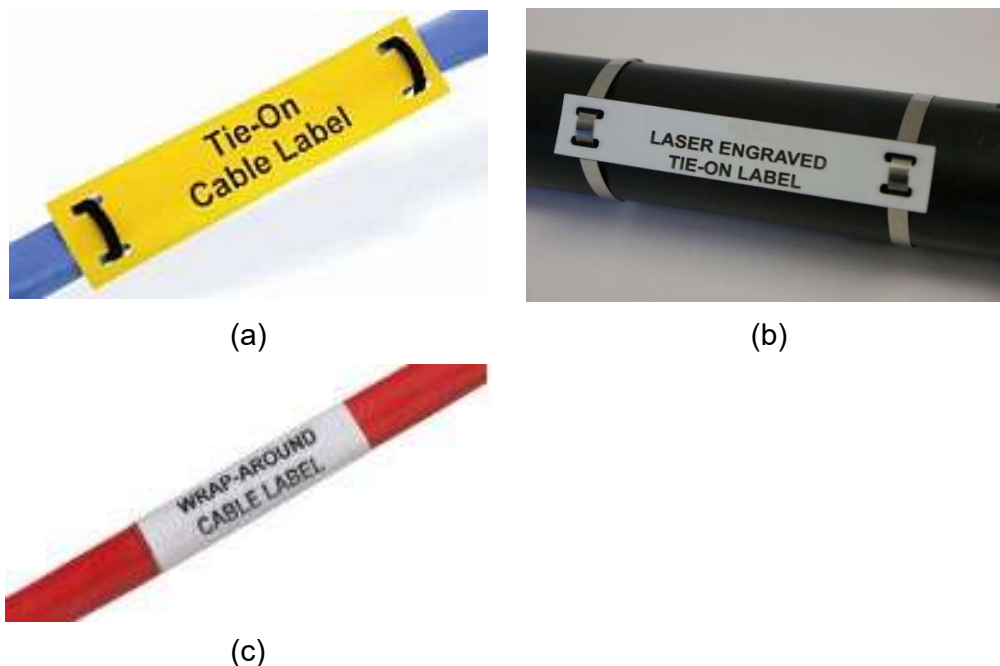 Tie-On
Cable Label
LASER ENGRAVED
TIE-ON LABEL
(a)
(b)
WRAP-AROUND
CABLE LABEL
(c)